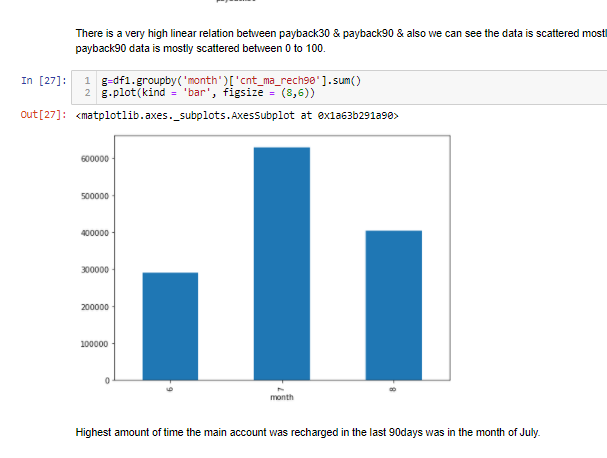 There is a very high linear relation between payback30 & payback90 & also we can see the data is scattered mostl
payback90 data is mostly scattered between 0 to 100.
In [27]: 1 g=df1.groupby('month')['cnt_ma_rech90'].sum()
2 g.plot(kind = 'bar', figsize = (8,6))
Out[27]: <matplotlib.axes._subplots.AxesSubplot at 0x1a63b291a90>
600000
500000
400000
300000
200000
100000
0
6 7 8
month
Highest amount of time the main account was recharged in the last 90days was in the month of July.